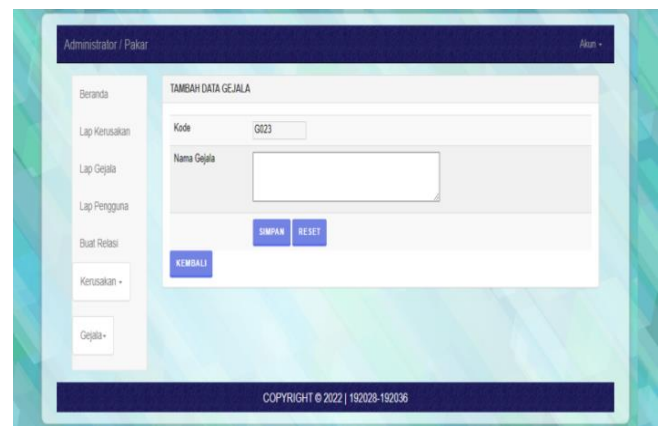 Administrator / Pakar
Akun
Beranda
Lap Kerusakan
Lap Gejala
Lap Pengguna
Buat Relasi
Kerusakan
Gejala
TAMBAH DATA GEJALA
Kode
G023
Nama Gejala
SIMPAN RESET
KEMBALI
COPYRIGHT © 2022 | 192028-192036